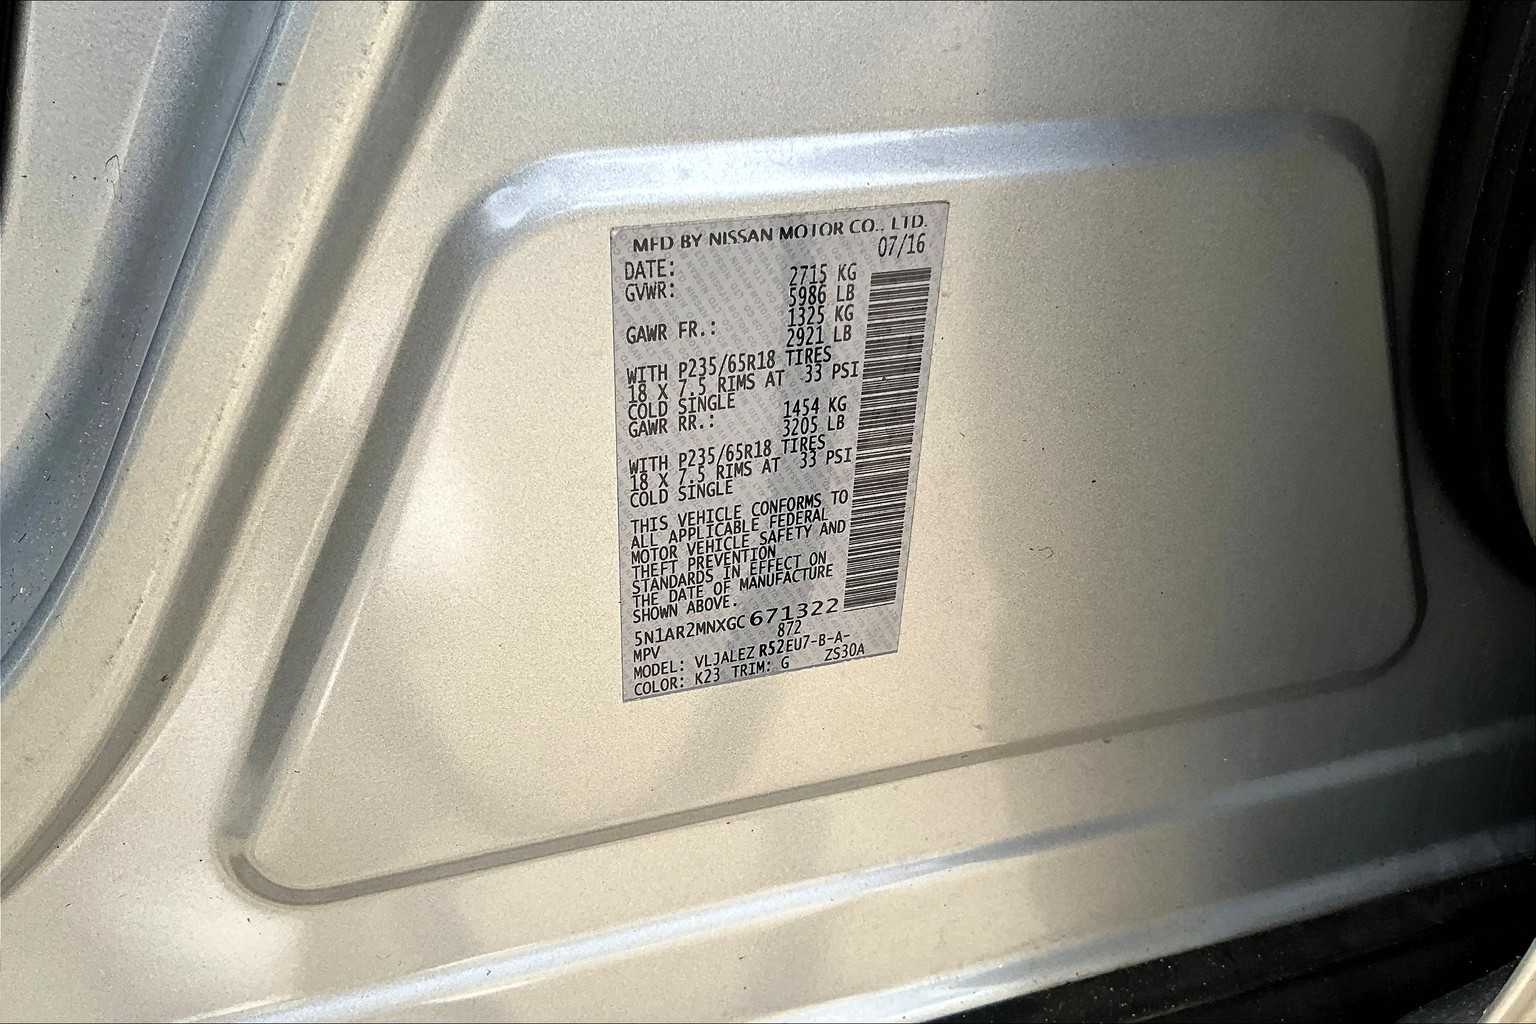 MFD BY NISSAN MOTOR CO., LTD.
DATE: 07/16
GVWR: 2715 KG
5986 LB
GAWR FR.: 1325 KG
2921 LB
WITH P235/65R18 TIRES
18 X 7.5 RIMS AT 33 PSI
COLD SINGLE
GAWR RR.: 1454 KG
3205 LB
WITH P235/65R18 TIRES
18 X 7.5 RIMS AT 33 PSI
COLD SINGLE
THIS VEHICLE CONFORMS TO
ALL APPLICABLE FEDERAL
MOTOR VEHICLE SAFETY AND
THEFT PREVENTION
STANDARDS IN EFFECT ON
THE DATE OF MANUFACTURE
SHOWN ABOVE.
5N1AR2MNXGC671322
MPV 872
MODEL: VLJALEZ R52EU7-B-A-
COLOR: K23 TRIM: G ZS30A